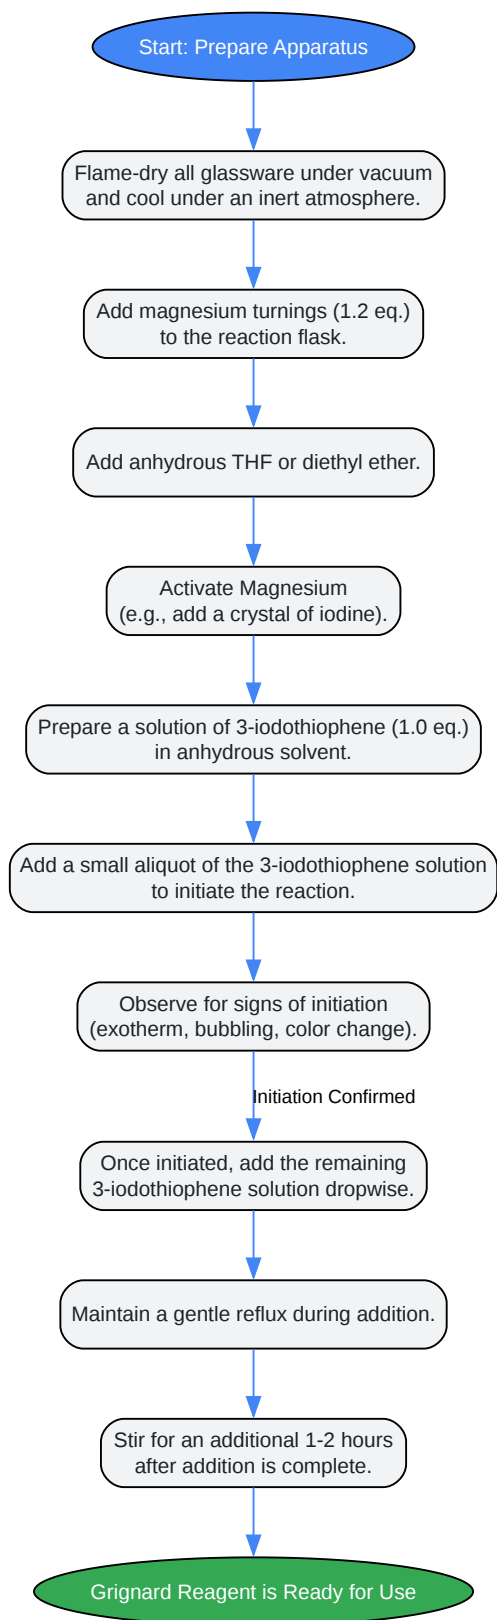 Start: Prepare Apparatus
Flame-dry all glassware under vacuum
and cool under an inert atmosphere.
Add magnesium turnings (1.2 eq.)
to the reaction flask.
Add anhydrous THF or diethyl ether.
Activate Magnesium
(e.g., add a crystal of iodine).
Prepare a solution of 3-iodothiophene (1.0 eq.)
in anhydrous solvent.
Add a small aliquot of the 3-iodothiophene solution
to initiate the reaction.
Observe for signs of initiation
(exotherm, bubbling, color change).
Initiation Confirmed
Once initiated, add the remaining
3-iodothiophene solution dropwise.
Maintain a gentle reflux during addition.
Stir for an additional 1-2 hours
after addition is complete.
Grignard Reagent is Ready for Use